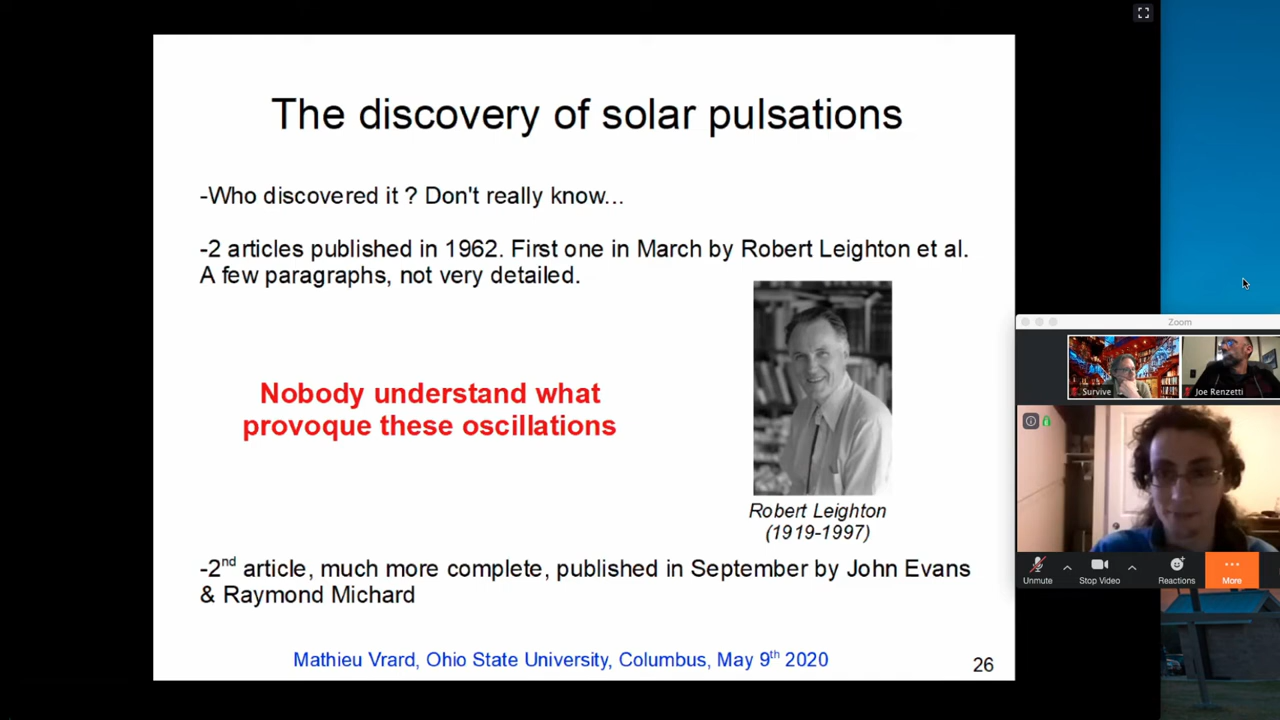 The discovery of solar pulsations
-Who discovered it ? Don't really know...
-2 articles published in 1962. First one in March by Robert Leighton et al.
A few paragraphs, not very detailed.
Nobody understand what
provoque these oscillations
Robert Leighton
(1919-1997)
-2nd article, much more complete, published in September by John Evans
& Raymond Michard
Mathieu Vrard, Ohio State University, Columbus, May 9th 2020
26
Zoom
Survive
Joe Renzetti
Unmute
Stop Video
Reactions
More